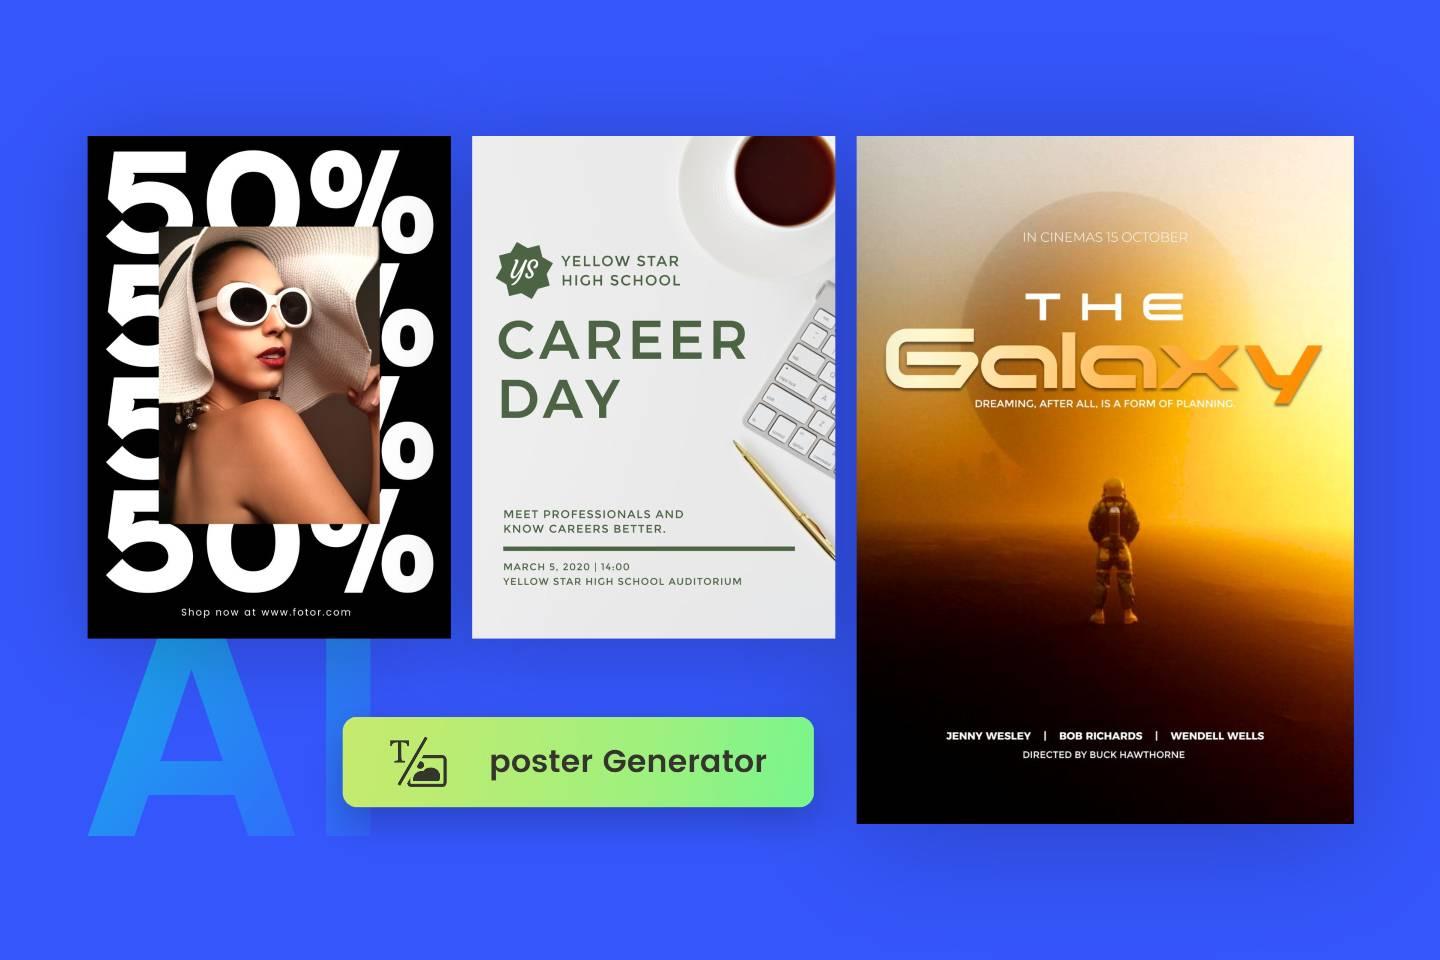 50%
50%
50%
50%
Shop now at www.fotor.com
YS
YELLOW STAR
HIGH SCHOOL
CAREER
DAY
MEET PROFESSIONALS AND
KNOW CAREERS BETTER.
MARCH 5, 2020 | 14:00
YELLOW STAR HIGH SCHOOL AUDITORIUM
IN CINEMAS 15 OCTOBER
THE
Galaxy
DREAMING, AFTER ALL, IS A FORM OF PLANNING.
JENNY WESLEY | BOB RICHARDS | WENDELL WELLS
DIRECTED BY BUCK HAWTHORNE
AI
T
poster Generator